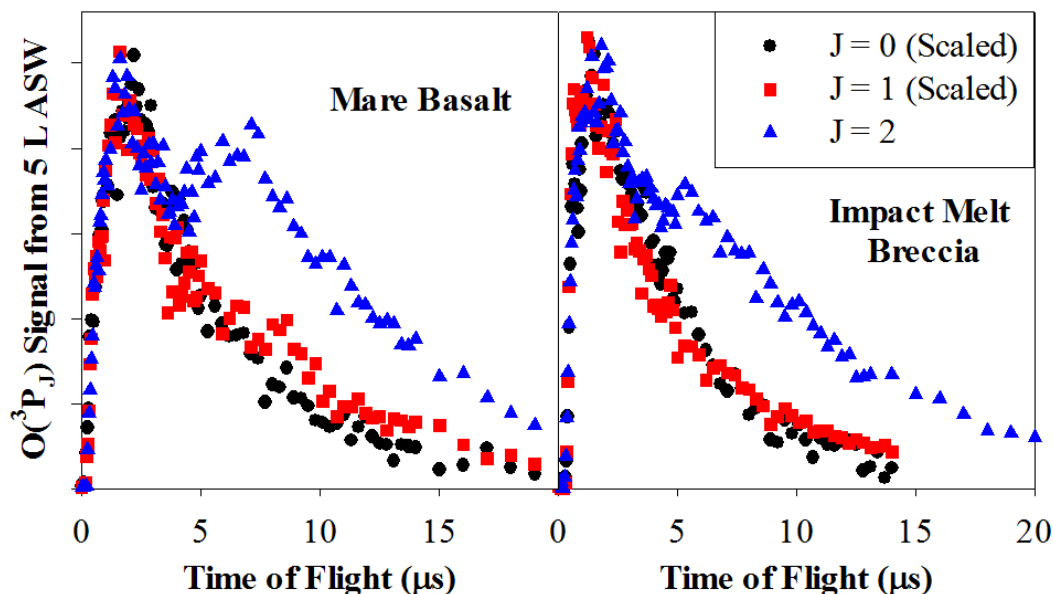 O(³Pⱼ) Signal from 5 L ASW
Mare Basalt
J = 0 (Scaled)
J = 1 (Scaled)
J = 2
Impact Melt
Breccia
0 5 10 15 0 5 10 15 20
Time of Flight (μs) Time of Flight (μs)